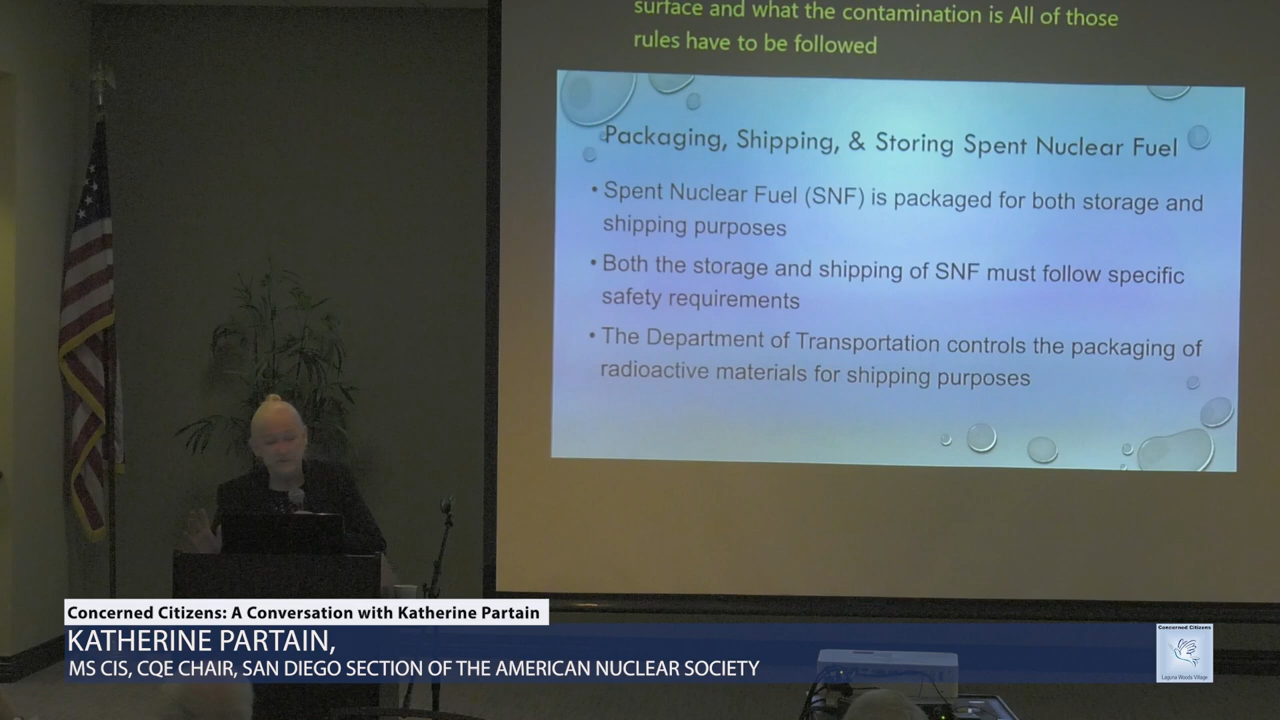 surface and what the contamination is All of those
rules have to be followed
Packaging, Shipping, & Storing Spent Nuclear Fuel
• Spent Nuclear Fuel (SNF) is packaged for both storage and
shipping purposes
• Both the storage and shipping of SNF must follow specific
safety requirements
• The Department of Transportation controls the packaging of
radioactive materials for shipping purposes
Concerned Citizens: A Conversation with Katherine Partain
KATHERINE PARTAIN,
MS CIS, CQE CHAIR, SAN DIEGO SECTION OF THE AMERICAN NUCLEAR SOCIETY
Concerned Citizens
Laguna Woods Village